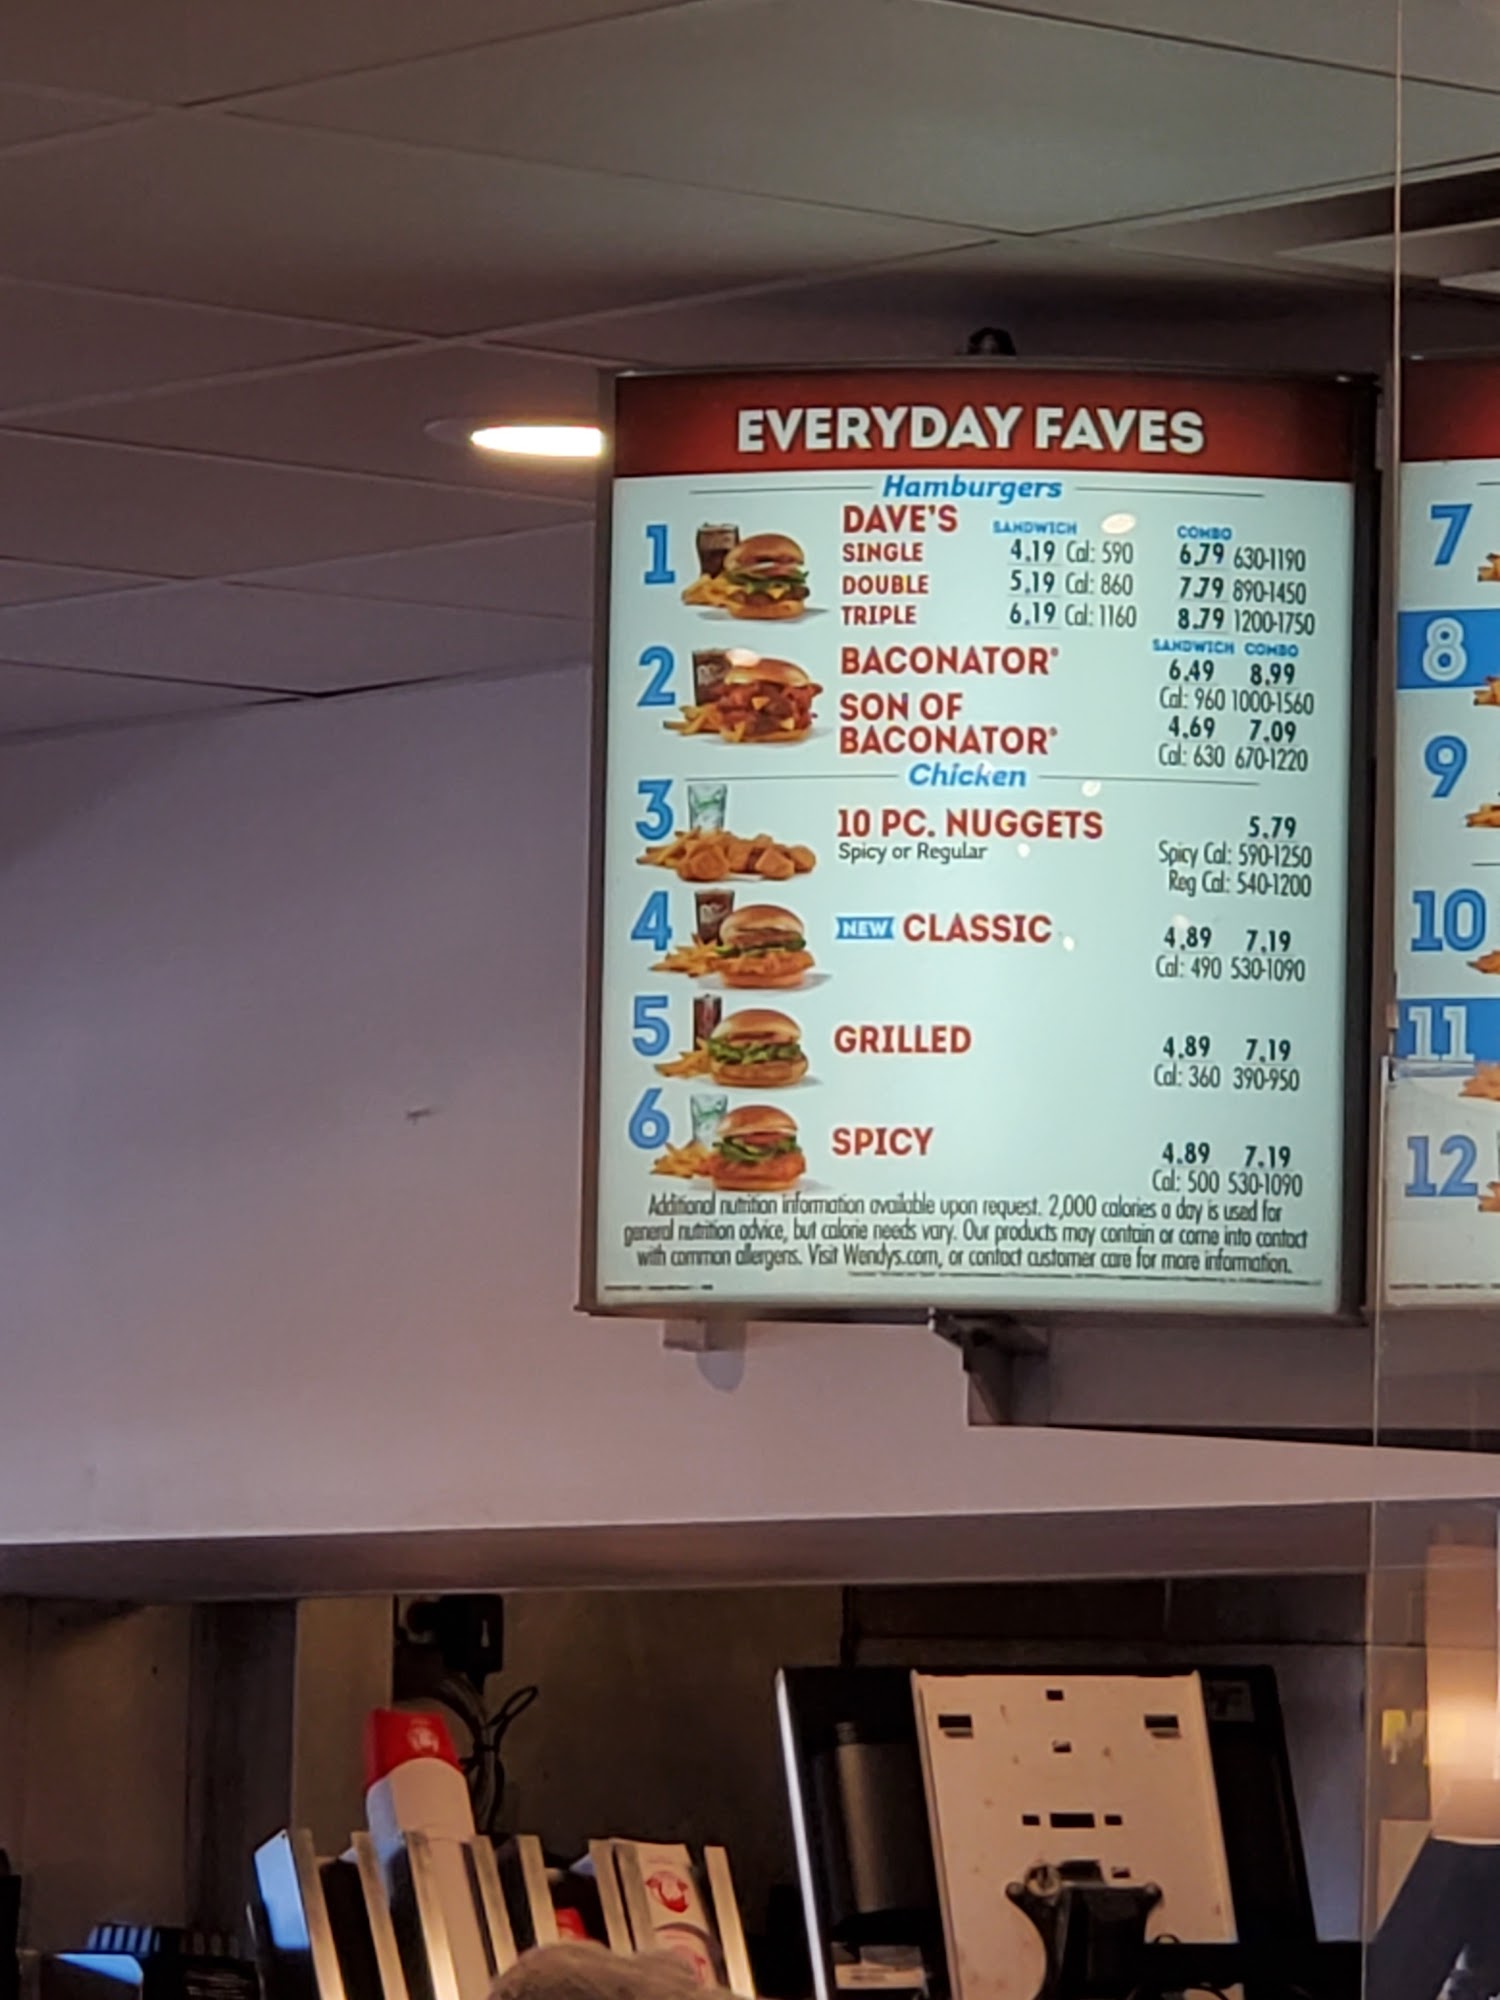 EVERYDAY FAVES
Hamburgers
1 DAVE'S SANDWICH COMBO
SINGLE 4.19 Cal: 590 6.79 630-1190
DOUBLE 5.19 Cal: 860 7.79 890-1450
TRIPLE 6.19 Cal: 1160 8.79 1200-1750
SANDWICH COMBO
2 BACONATOR® 6.49 8.99
Cal: 960 1000-1560
SON OF
BACONATOR® 4.69 7.09
Cal: 630 670-1220
Chicken
3 10 PC. NUGGETS 5.79
Spicy or Regular Spicy Cal: 590-1250
Reg Cal: 540-1200
4 NEW CLASSIC 4.89 7.19
Cal: 490 530-1090
5 GRILLED 4.89 7.19
Cal: 360 390-950
6 SPICY 4.89 7.19
Cal: 500 530-1090
Additional nutrition information available upon request. 2,000 calories a day is used for
general nutrition advice, but calorie needs vary. Our products may contain or come into contact
with common allergens. Visit Wendys.com, or contact customer care for more information.
7
8
9
10
11
12